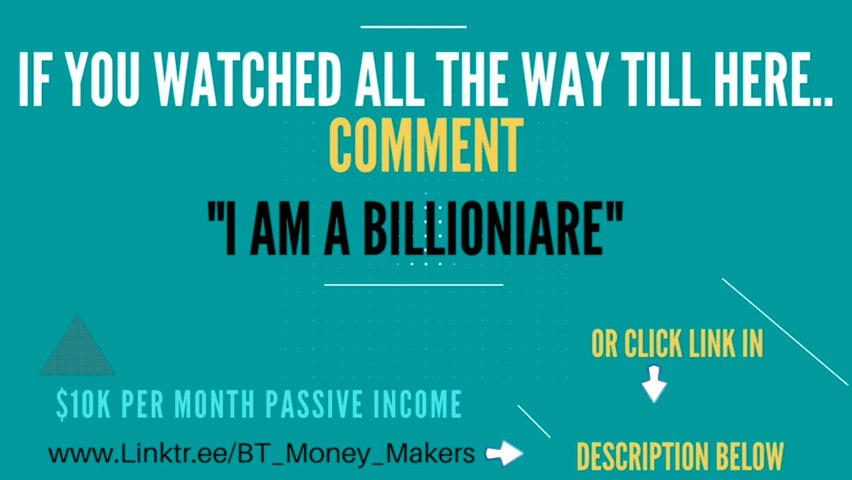 IF YOU WATCHED ALL THE WAY TILL HERE..
COMMENT
"I AM A BILLIONIARE"
OR CLICK LINK IN
$10K PER MONTH PASSIVE INCOME
www.Linktr.ee/BT_Money_Makers
DESCRIPTION BELOW